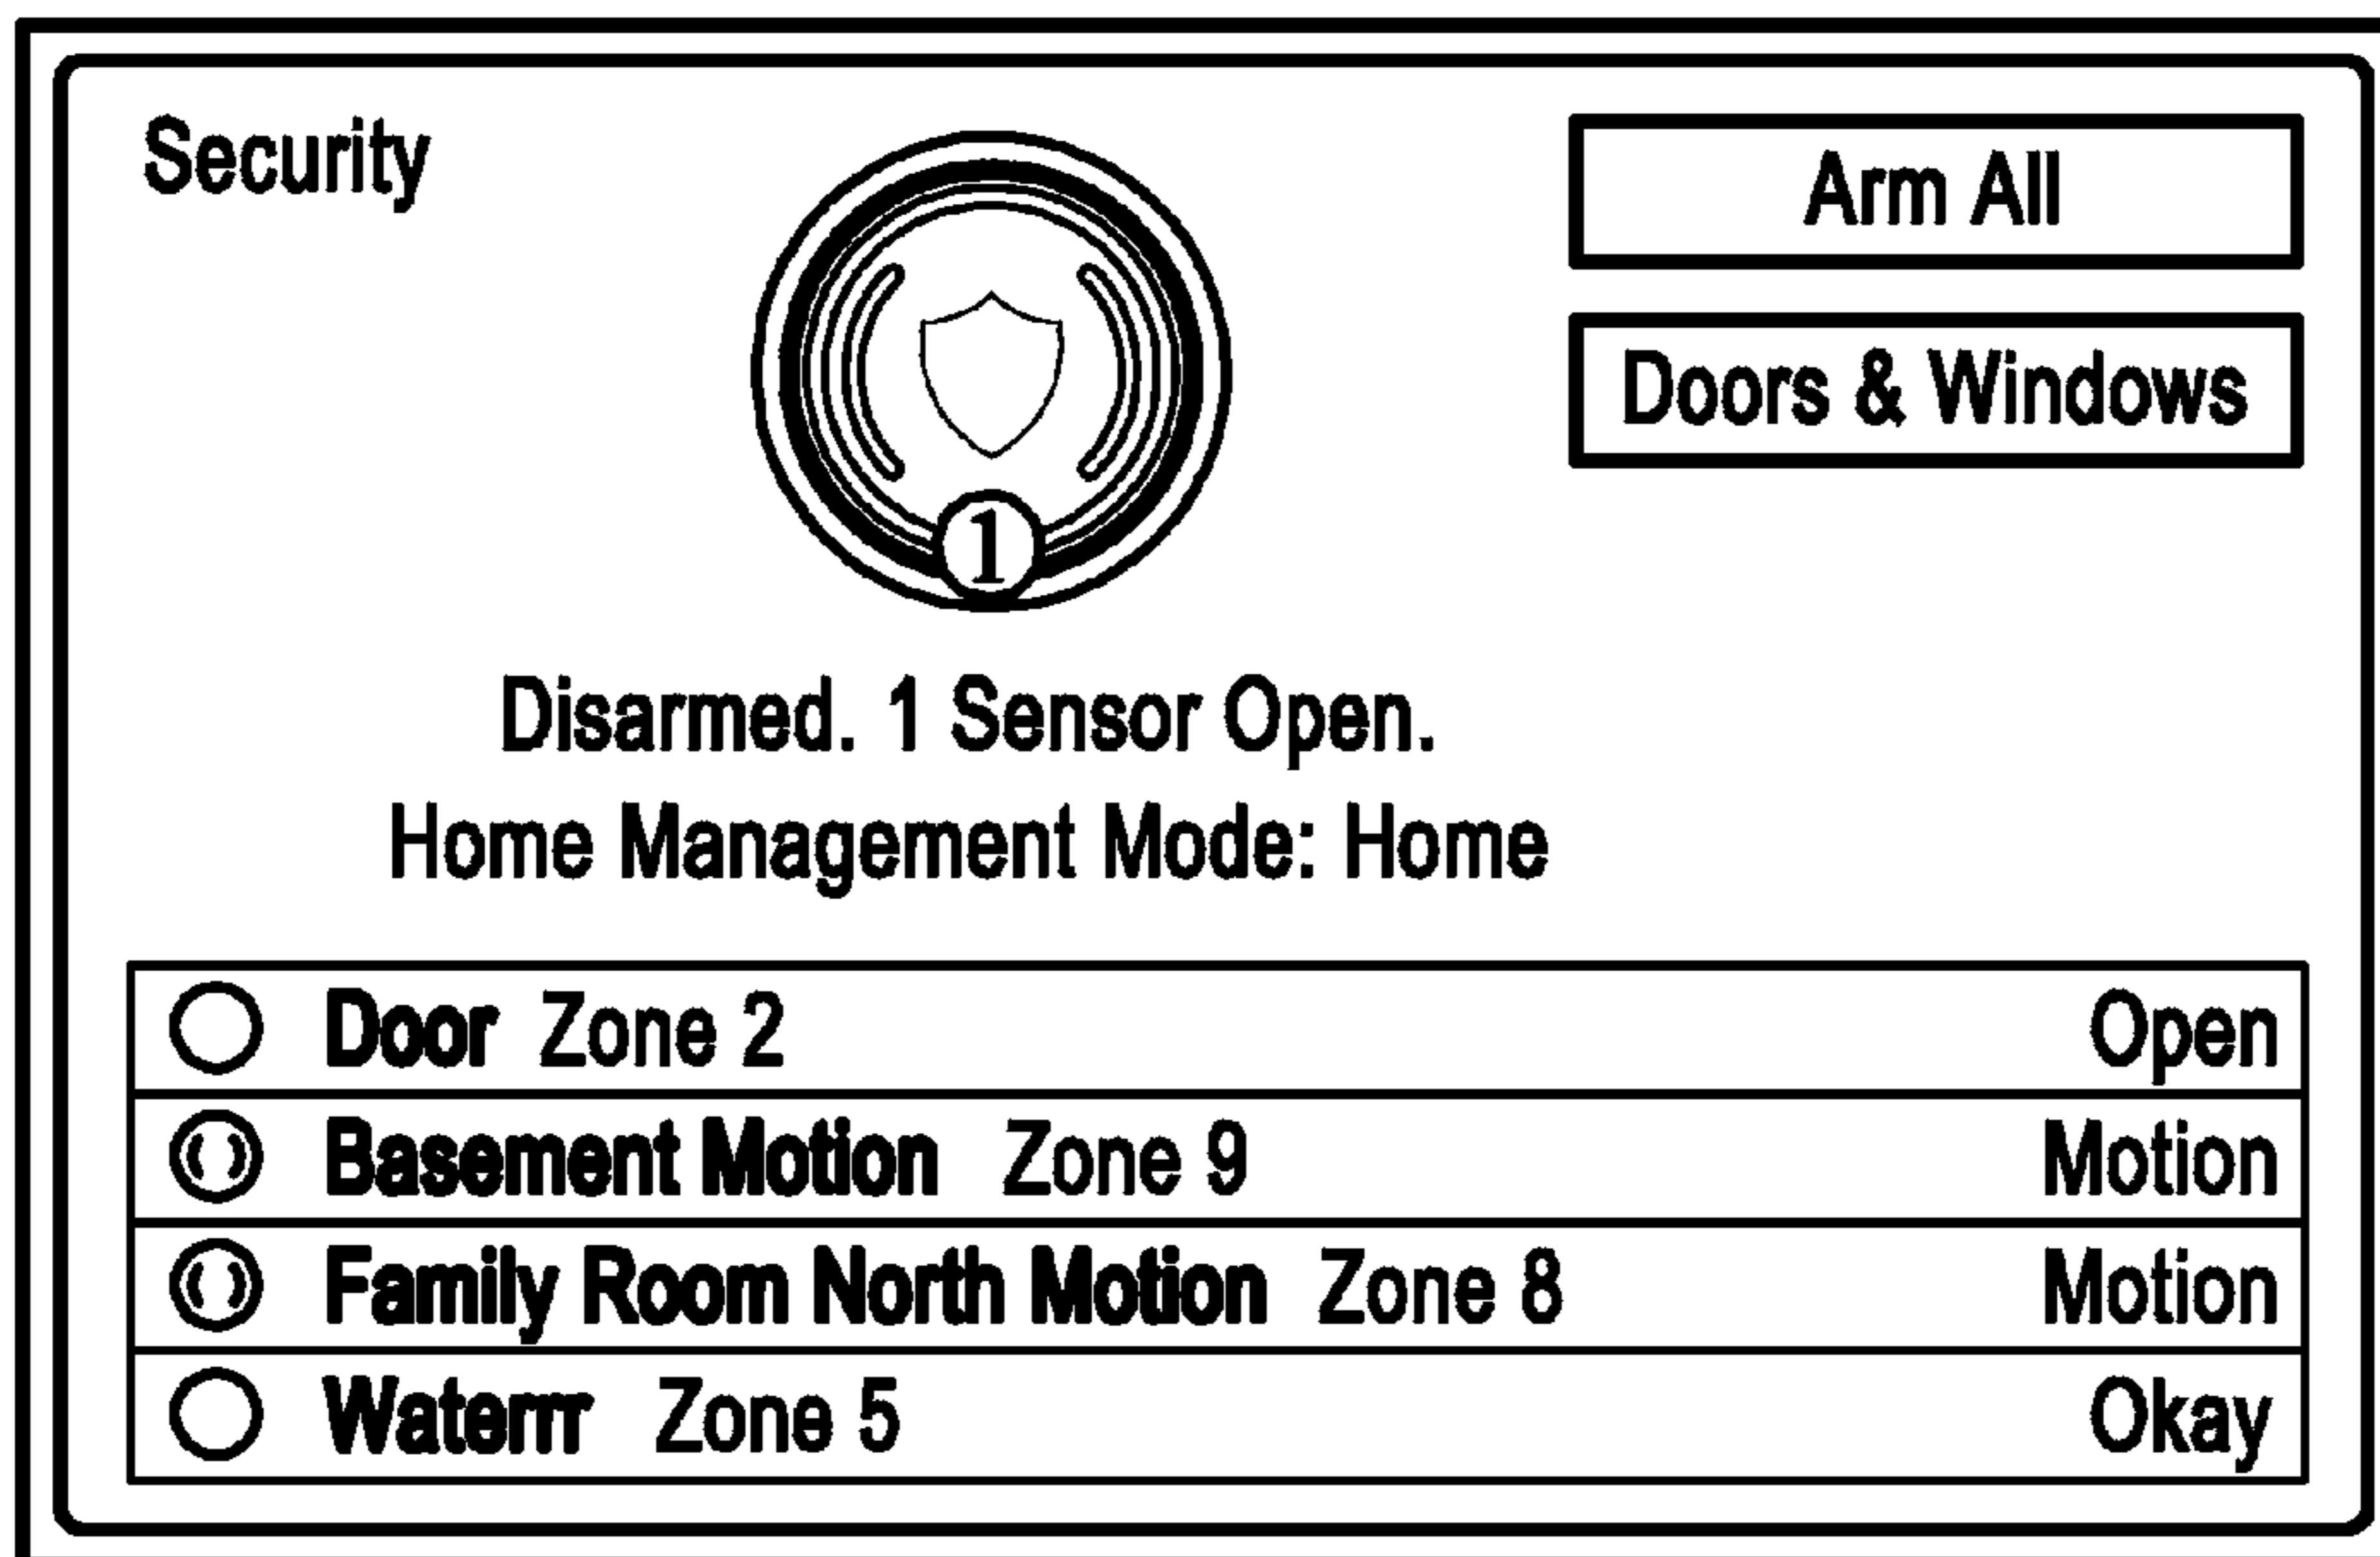 Security
Arm All
Doors & Windows
1
Disarmed. 1 Sensor Open.
Home Management Mode: Home
Door Zone 2 Open
Basement Motion Zone 9 Motion
Family Room North Motion Zone 8 Motion
Waterrr Zone 5 Okay